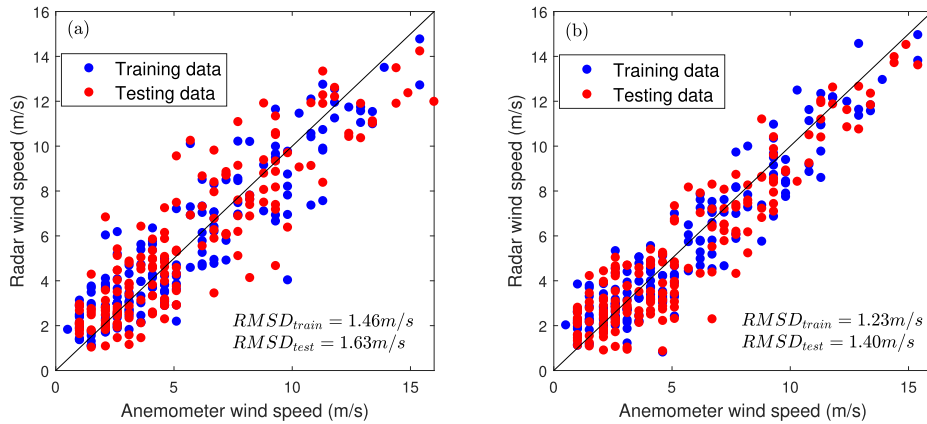 (a)
Training data
Testing data
RMSD_train = 1.46m/s
RMSD_test = 1.63m/s
16
14
12
10
8
6
4
2
0
0 5 10 15
Radar wind speed (m/s)
Anemometer wind speed (m/s)
(b)
Training data
Testing data
RMSD_train = 1.23m/s
RMSD_test = 1.40m/s
16
14
12
10
8
6
4
2
0
0 5 10 15
Radar wind speed (m/s)
Anemometer wind speed (m/s)